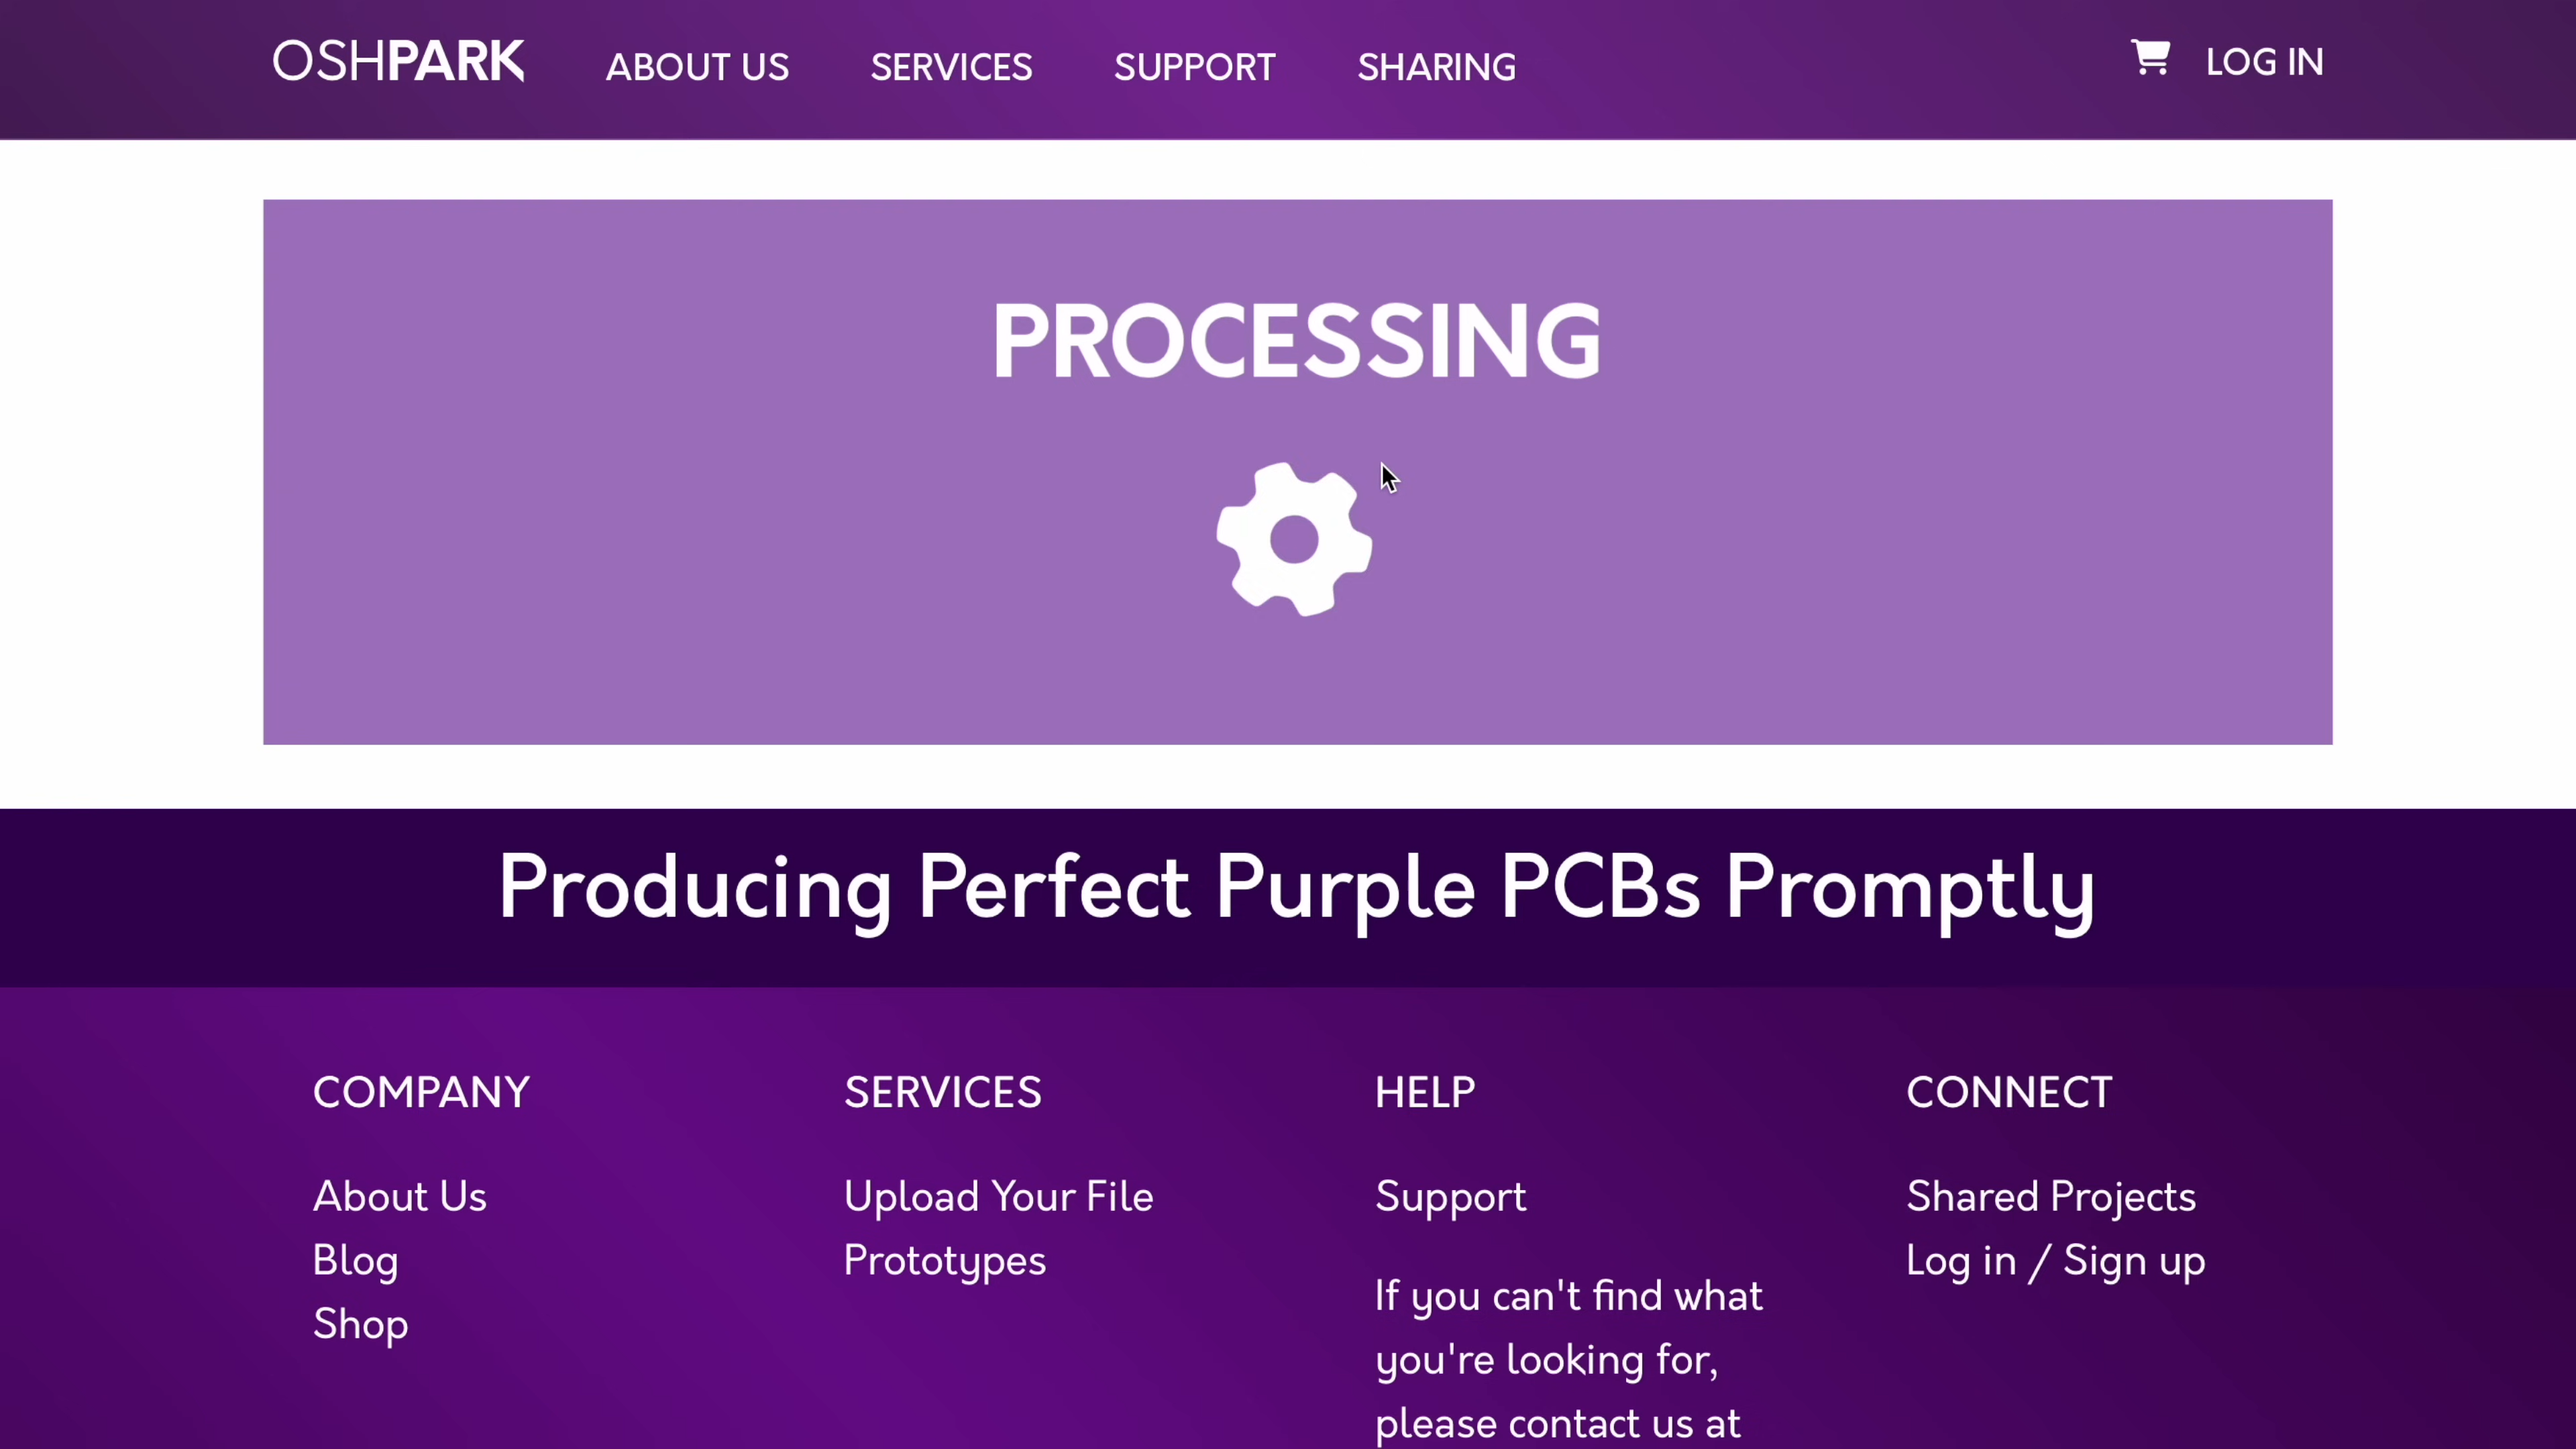 OSHPARK ABOUT US SERVICES SUPPORT SHARING LOG IN
PROCESSING
Producing Perfect Purple PCBs Promptly
COMPANY
About Us
Blog
Shop
SERVICES
Upload Your File
Prototypes
HELP
Support
If you can't find what
you're looking for,
please contact us at
CONNECT
Shared Projects
Log in / Sign up